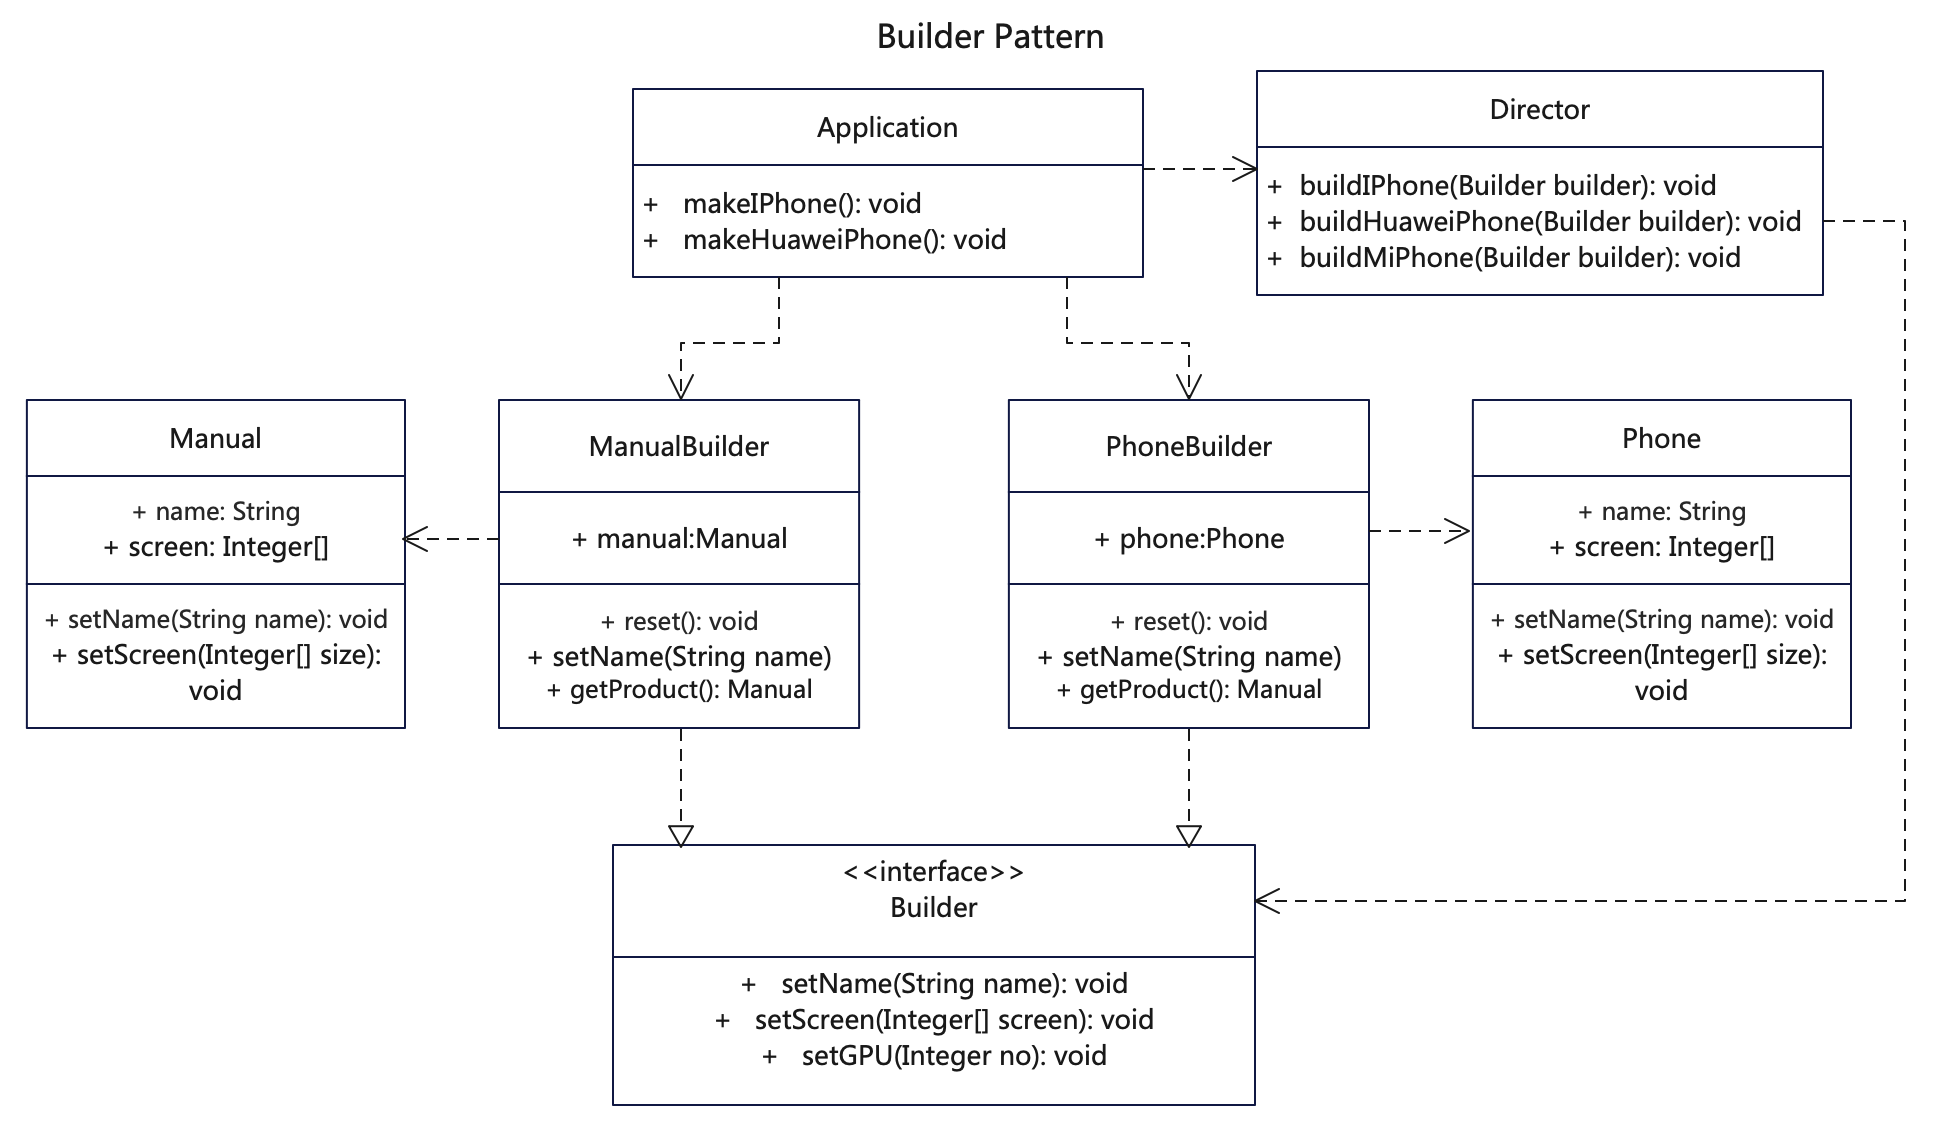 Builder Pattern
Application
+ makeIPhone(): void
+ makeHuaweiPhone(): void
Director
+ buildIPhone(Builder builder): void
+ buildHuaweiPhone(Builder builder): void
+ buildMiPhone(Builder builder): void
Manual
+ name: String
+ screen: Integer[]
+ setName(String name): void
+ setScreen(Integer[] size):
void
ManualBuilder
+ manual:Manual
+ reset(): void
+ setName(String name)
+ getProduct(): Manual
PhoneBuilder
+ phone:Phone
+ reset(): void
+ setName(String name)
+ getProduct(): Manual
Phone
+ name: String
+ screen: Integer[]
+ setName(String name): void
+ setScreen(Integer[] size):
void
<<interface>>
Builder
+ setName(String name): void
+ setScreen(Integer[] screen): void
+ setGPU(Integer no): void